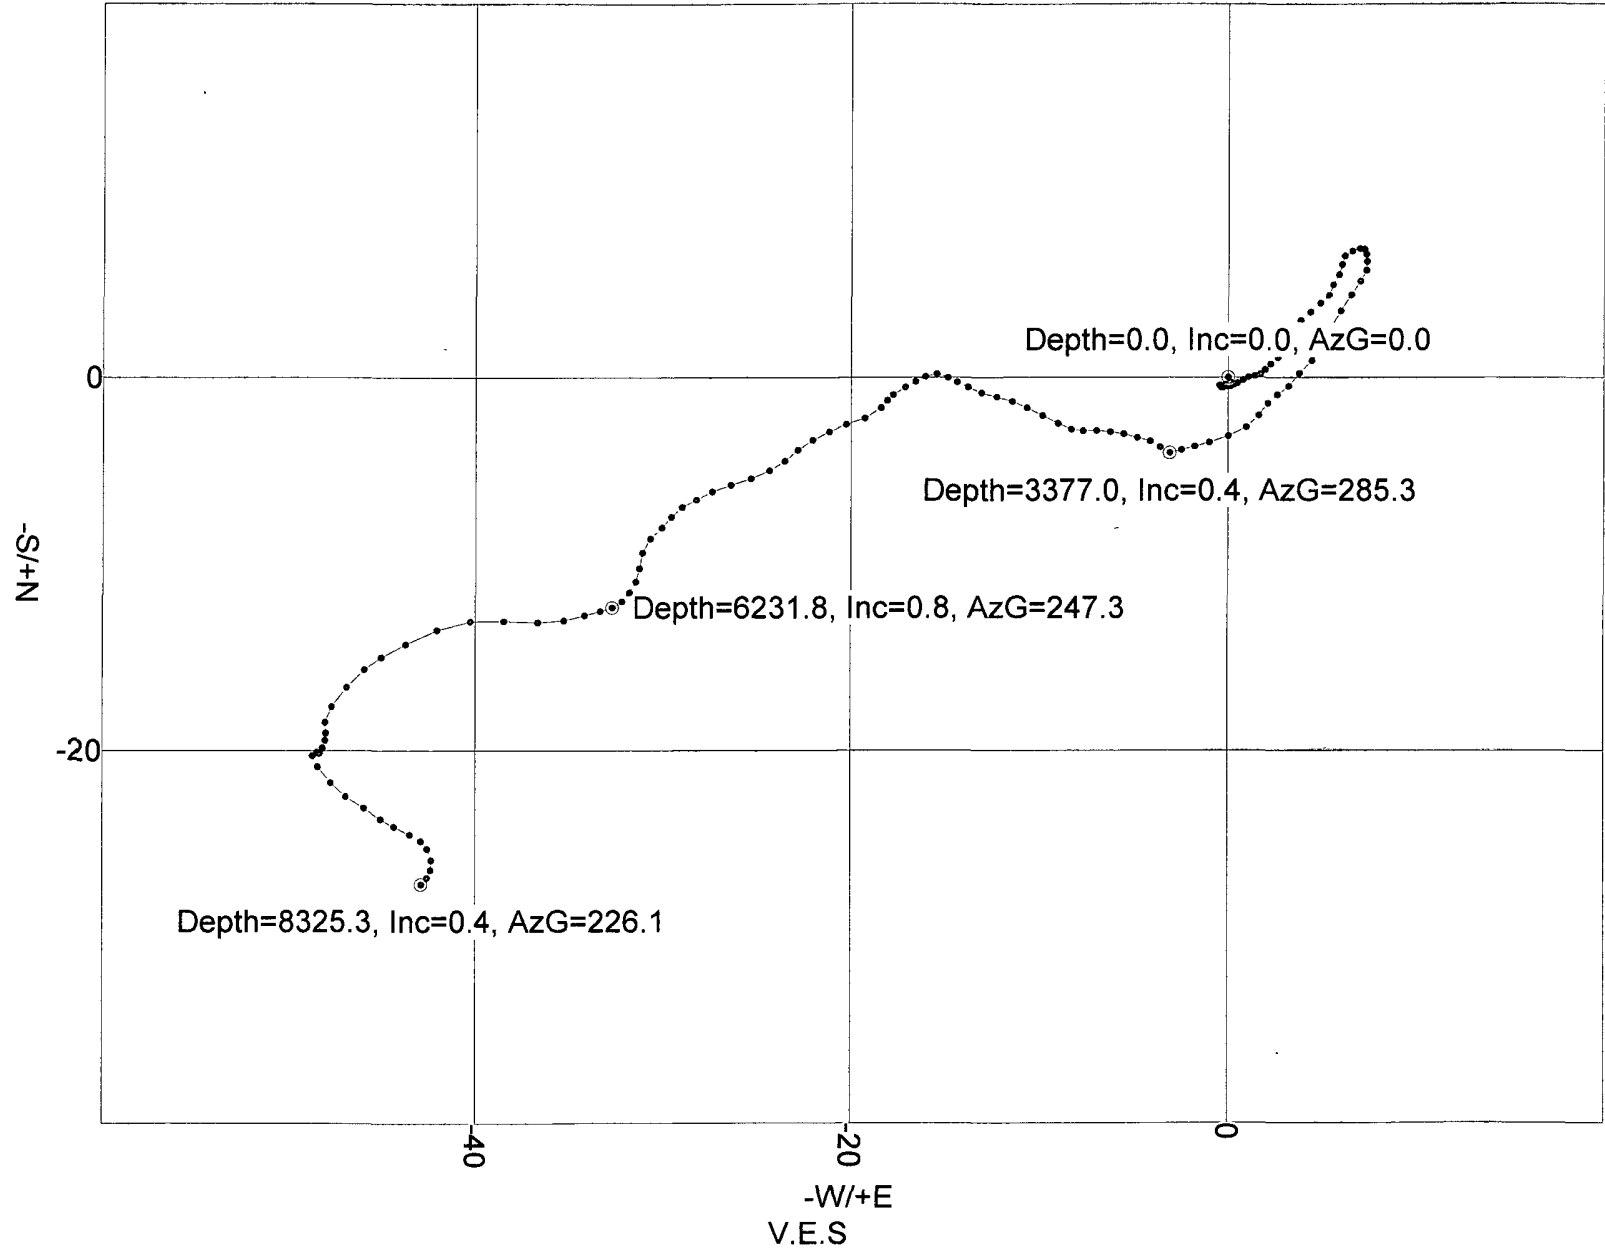 Depth=0.0, Inc=0.0, AzG=0.0
0
Depth=3377.0, Inc=0.4, AzG=285.3
-S/+N
Depth=6231.8, Inc=0.8, AzG=247.3
-20
Depth=8325.3, Inc=0.4, AzG=226.1
-40
-20
0
-W/+E
V.E.S